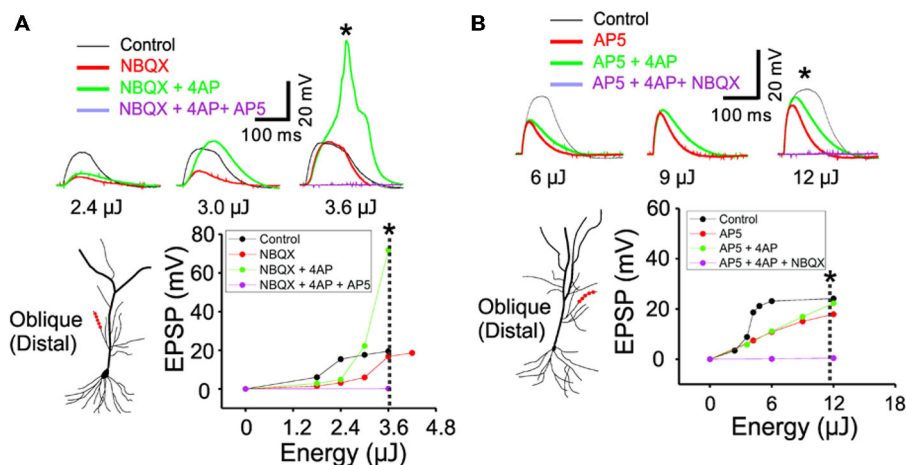 A
Control
NBQX
NBQX + 4AP
NBQX + 4AP+ AP5
20 mV
100 ms
*
2.4 µJ
3.0 µJ
3.6 µJ
Oblique
(Distal)
EPSP (mV)
80
60
40
20
0
Control
NBQX
NBQX + 4AP
NBQX + 4AP + AP5
*
0
1.2
2.4
3.6
4.8
Energy (µJ)
B
Control
AP5
AP5 + 4AP
AP5 + 4AP+ NBQX
20 mV
100 ms
*
6 µJ
9 µJ
12 µJ
Oblique
(Distal)
EPSP (mV)
60
40
20
0
Control
AP5
AP5 + 4AP
AP5 + 4AP + NBQX
*
0
6
12
18
Energy (µJ)